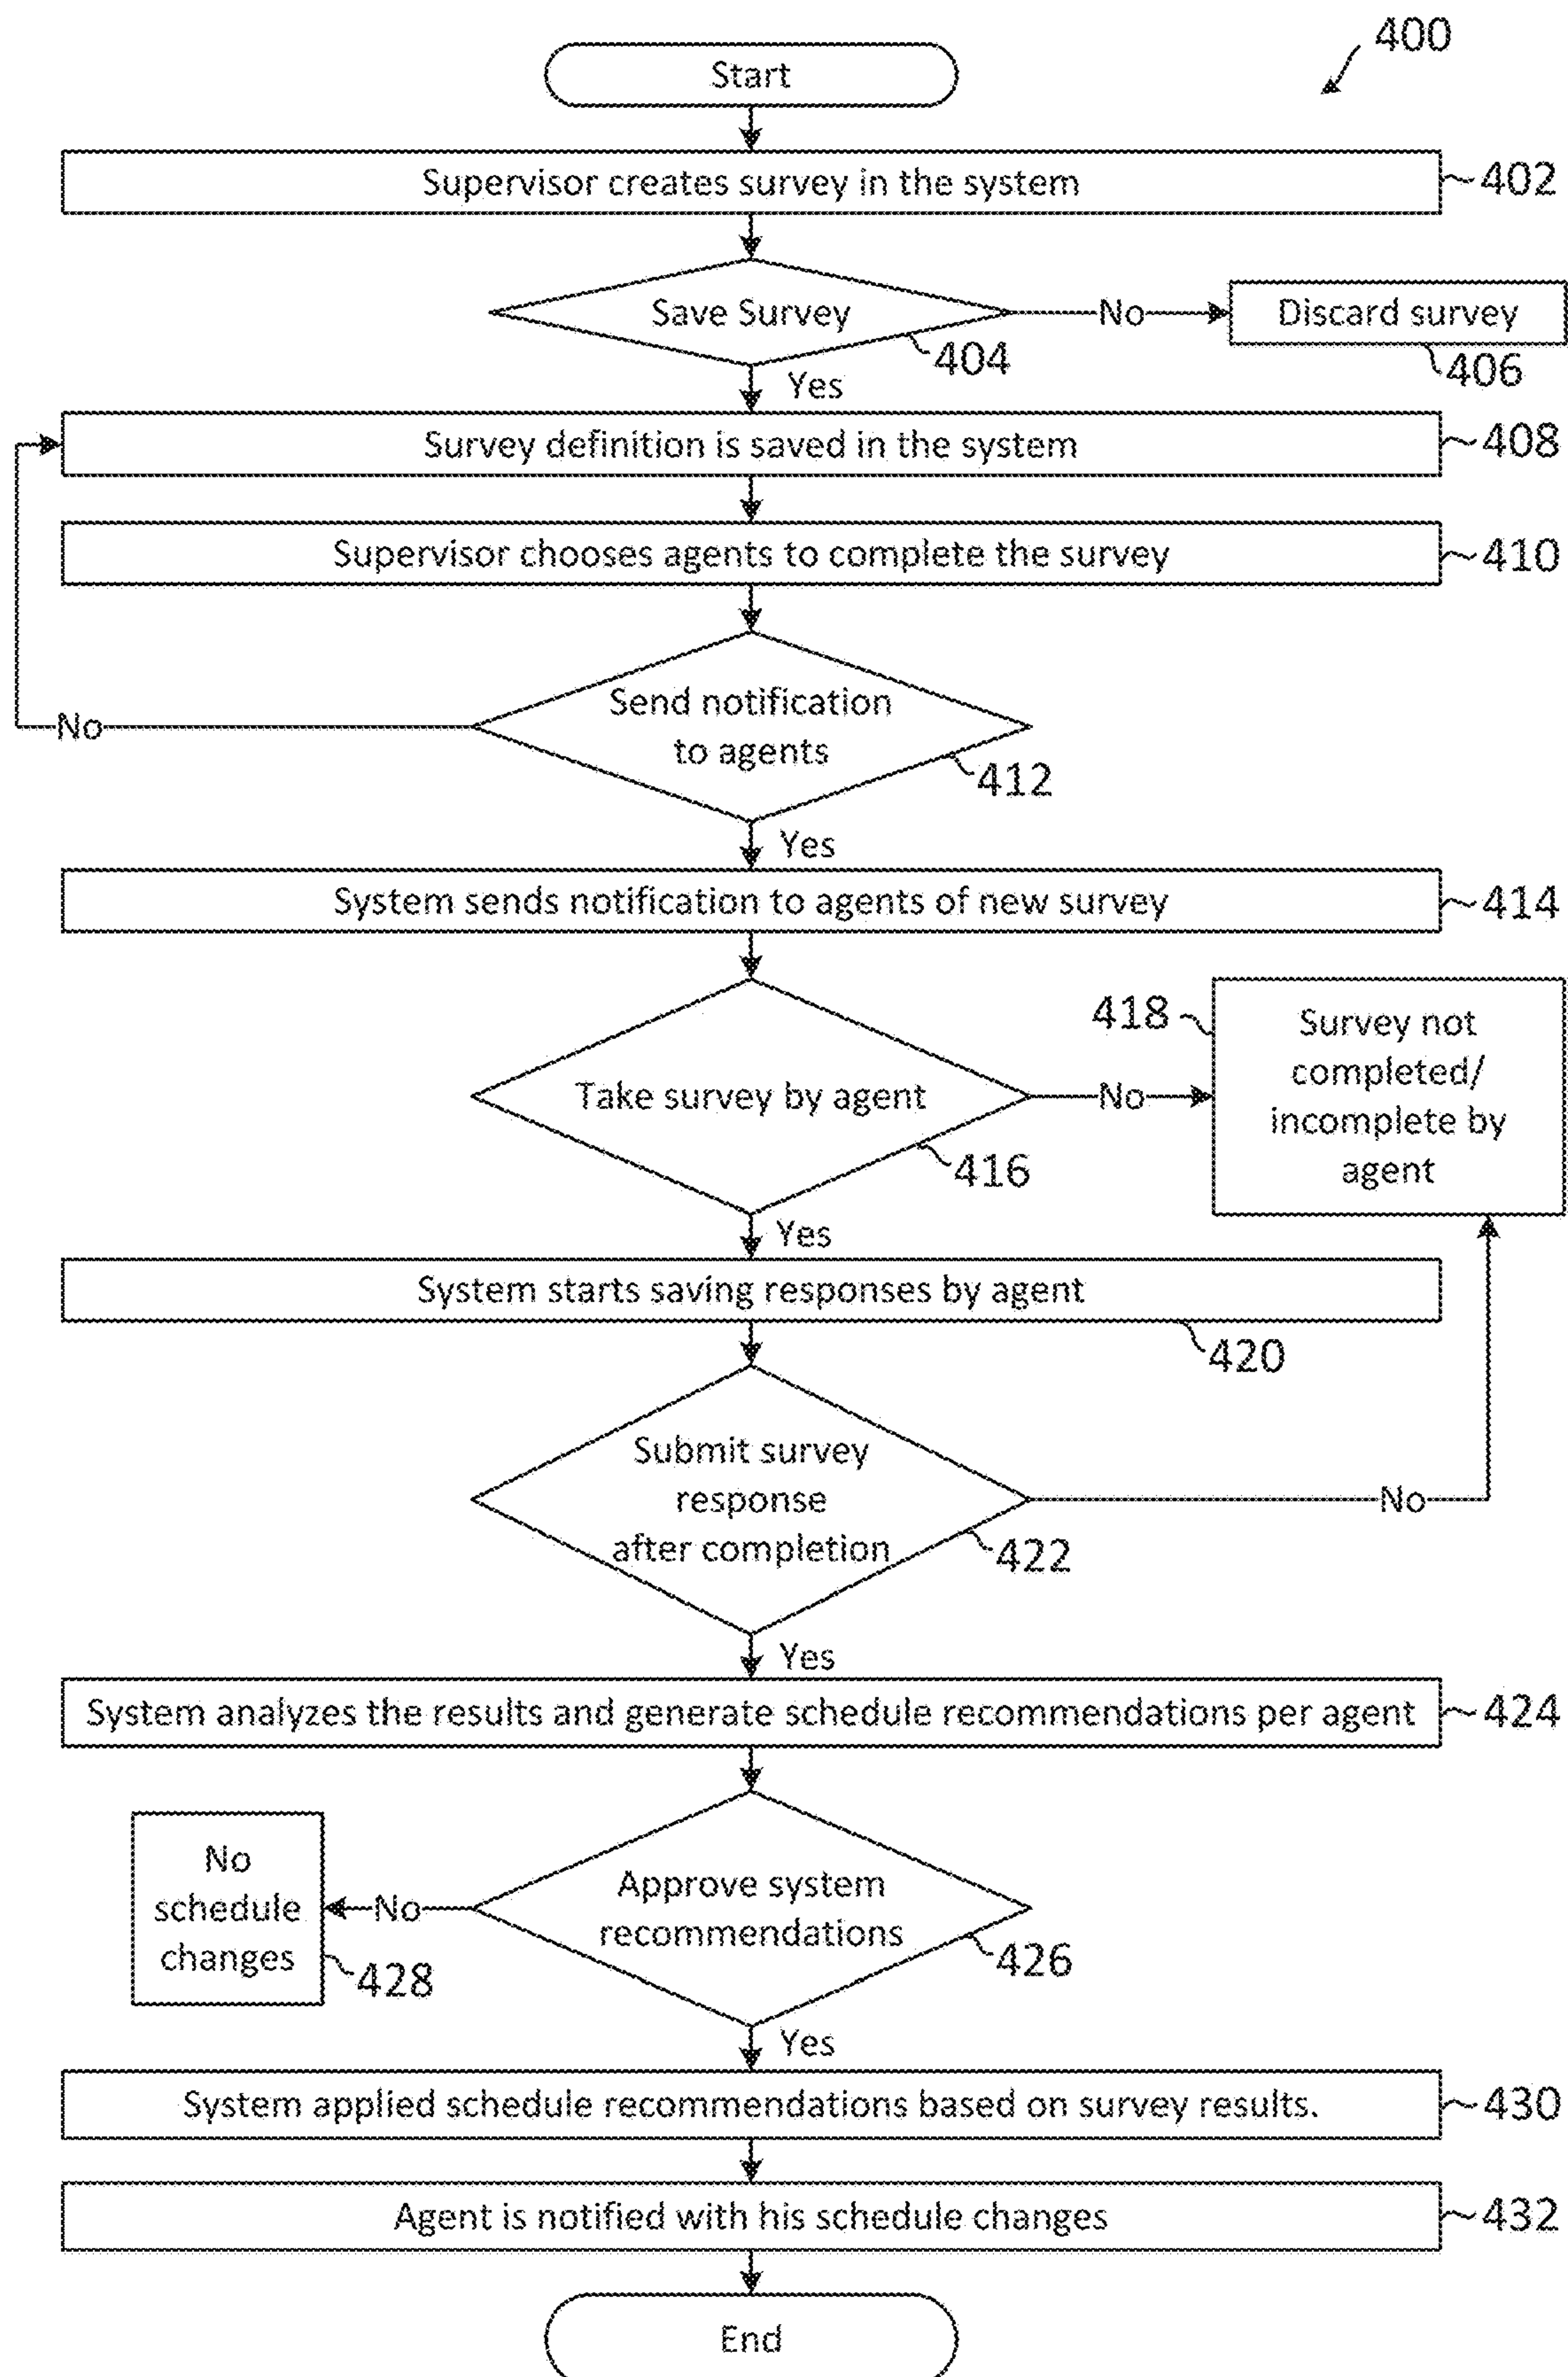 400
Start
Supervisor creates survey in the system
402
Save Survey
404
No
Discard survey
406
Yes
Survey definition is saved in the system
408
Supervisor chooses agents to complete the survey
410
Send notification
to agents
412
No
Yes
System sends notification to agents of new survey
414
Take survey by agent
416
No
418
Survey not
completed/
incomplete by
agent
Yes
System starts saving responses by agent
420
Submit survey
response
after completion
422
No
Yes
System analyzes the results and generate schedule recommendations per agent
424
Approve system
recommendations
426
No
No
schedule
changes
428
Yes
System applied schedule recommendations based on survey results.
430
Agent is notified with his schedule changes
432
End